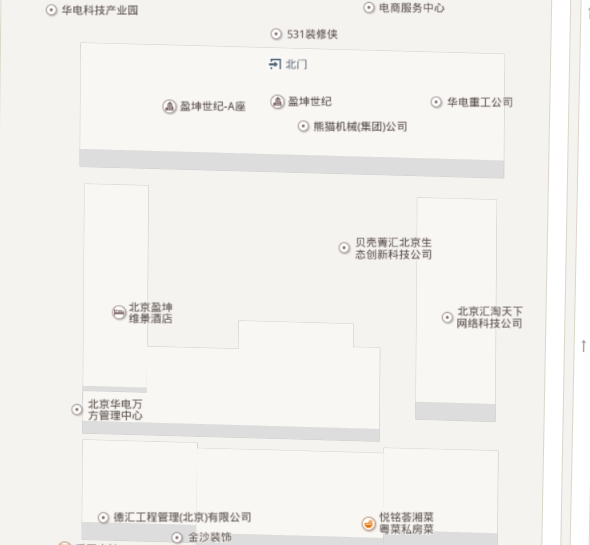 华电科技产业园
电商服务中心
531装修侠
北门
盈坤世纪-A座
盈坤世纪
华电重工公司
熊猫机械(集团)公司
贝壳菁汇北京生
态创新科技公司
北京盈坤
维景酒店
北京汇淘天下
网络科技公司
北京华电万
方管理中心
德汇工程管理(北京)有限公司
悦铭荟湘菜
粤菜私房菜
金沙装饰